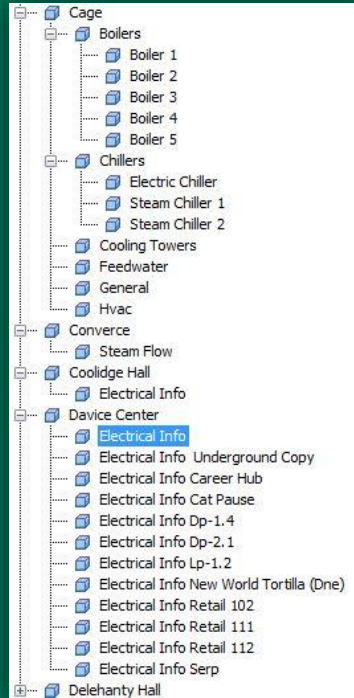 Cage
Boilers
Boiler 1
Boiler 2
Boiler 3
Boiler 4
Boiler 5
Chillers
Electric Chiller
Steam Chiller 1
Steam Chiller 2
Cooling Towers
Feedwater
General
Hvac
Converce
Steam Flow
Coolidge Hall
Electrical Info
Davice Center
Electrical Info
Electrical Info Underground Copy
Electrical Info Career Hub
Electrical Info Cat Pause
Electrical Info Dp-1.4
Electrical Info Dp-2.1
Electrical Info Lp-1.2
Electrical Info New World Tortilla (Dne)
Electrical Info Retail 102
Electrical Info Retail 111
Electrical Info Retail 112
Electrical Info Serp
Delehanty Hall